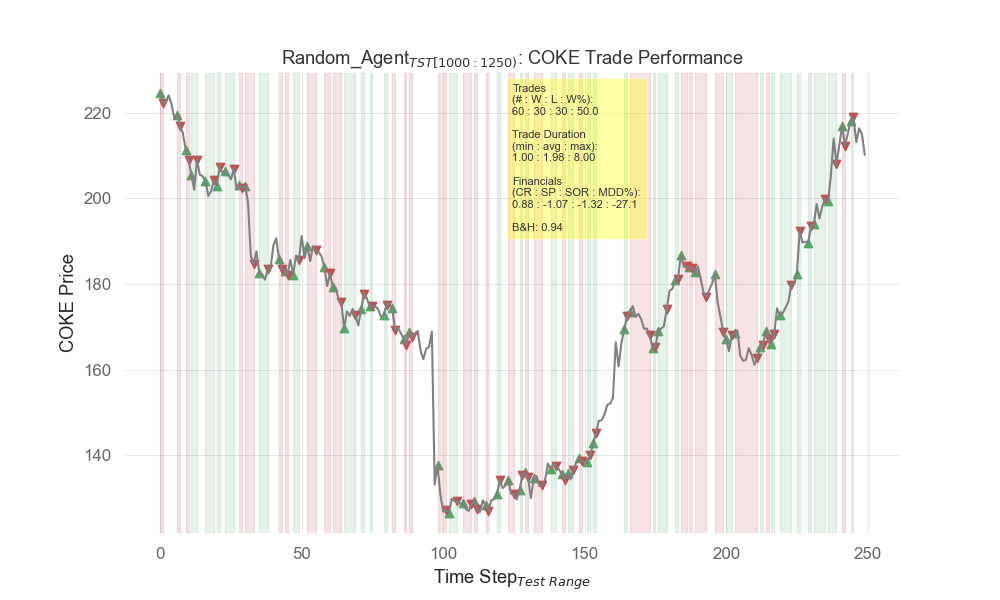 Random_Agent TST[1000 : 1250) : COKE Trade Performance
Trades
(# : W : L : W%):
60 : 30 : 30 : 50.0
Trade Duration
(min : avg : max):
1.00 : 1.98 : 8.00
Financials
(CR : SP : SOR : MDD%):
0.88 : -1.07 : -1.32 : -27.1
B&H: 0.94
COKE Price
220
200
180
160
140
0 50 100 150 200 250
Time Step Test Range